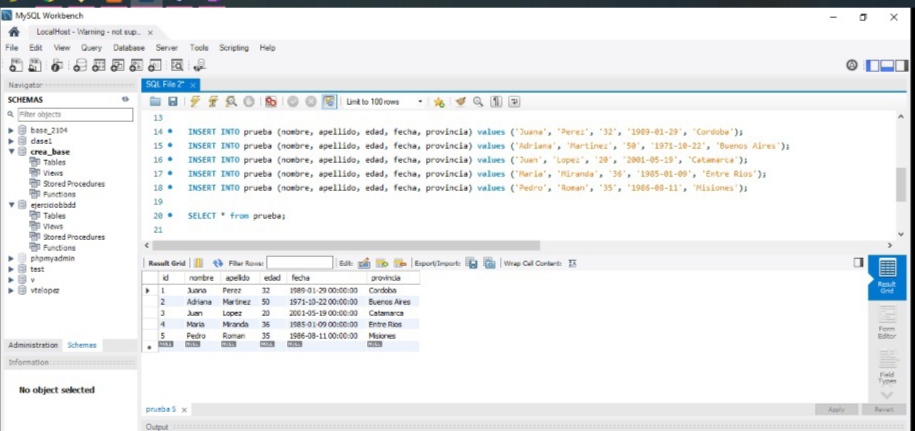 MySQL Workbench
LocalHost - Warning - not sup...
File Edit View Query Database Server Tools Scripting Help
Navigator
SCHEMAS
Filter objects
base_2104
clase1
crea_base
Tables
Views
Stored Procedures
Functions
ejerciciobbdd
Tables
Views
Stored Procedures
Functions
phpmyadmin
test
v
vtelopez
Administration Schemas
Information
No object selected
SQL File 2*
Limit to 100 rows
13
14 INSERT INTO prueba (nombre, apellido, edad, fecha, provincia) values ('Juana', 'Perez', '32', '1989-01-29', 'Cordoba');
15 INSERT INTO prueba (nombre, apellido, edad, fecha, provincia) values ('Adriana', 'Martinez', '50', '1971-10-22', 'Buenos Aires');
16 INSERT INTO prueba (nombre, apellido, edad, fecha, provincia) values ('Juan', 'Lopez', '20', '2001-05-19', 'Catamarca');
17 INSERT INTO prueba (nombre, apellido, edad, fecha, provincia) values ('Maria', 'Miranda', '36', '1985-01-09', 'Entre Rios');
18 INSERT INTO prueba (nombre, apellido, edad, fecha, provincia) values ('Pedro', 'Roman', '35', '1986-08-11', 'Misiones');
19
20 SELECT * from prueba;
21
Result Grid Filter Rows: Edit: Export/Import: Wrap Cell Content:
id nombre apellido edad fecha provincia
1 Juana Perez 32 1989-01-29 00:00:00 Cordoba
2 Adriana Martinez 50 1971-10-22 00:00:00 Buenos Aires
3 Juan Lopez 20 2001-05-19 00:00:00 Catamarca
4 Maria Miranda 36 1985-01-09 00:00:00 Entre Rios
5 Pedro Roman 35 1986-08-11 00:00:00 Misiones
NULL NULL NULL NULL NULL NULL
Result Grid
Form Editor
Field Types
prueba 5
Apply Revert
Output